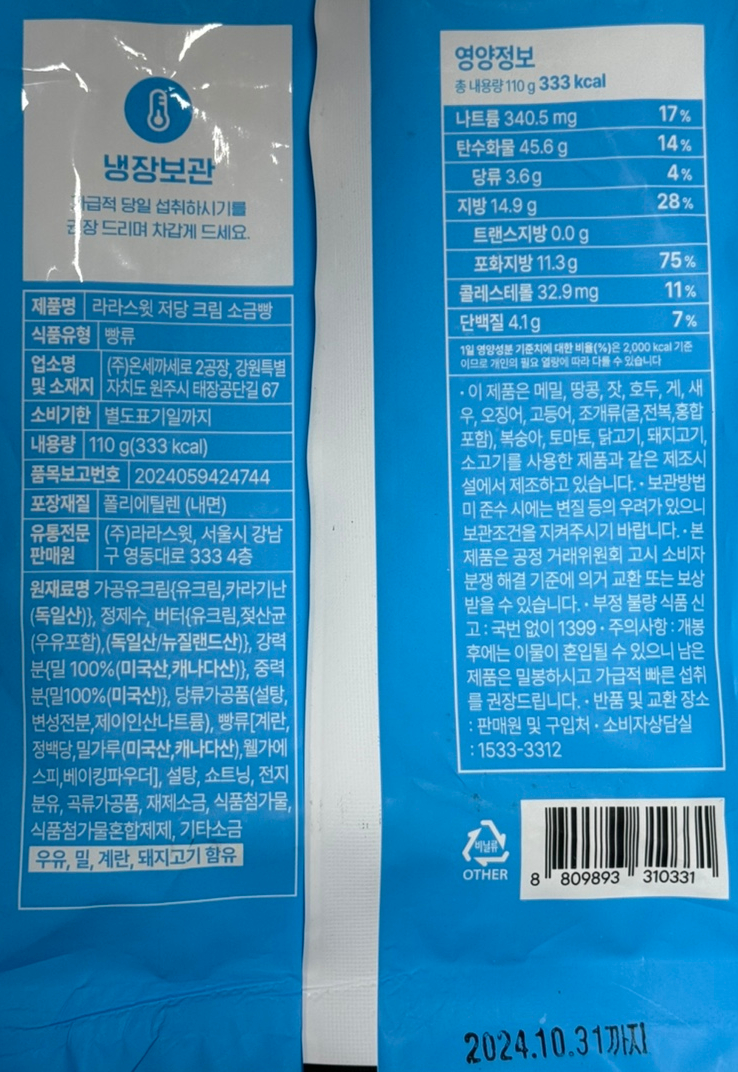 냉장보관
가급적 당일 섭취하시기를
권장 드리며 차갑게 드세요.
제품명 라라스윗 저당 크림 소금빵
식품유형 빵류
업소명 및 소재지 (주)온세까세로 2공장, 강원특별
자치도 원주시 태장공단길 67
소비기한 별도표기일까지
내용량 110 g(333 kcal)
품목보고번호 2024059424744
포장재질 폴리에틸렌 (내면)
유통전문 판매원 (주)라라스윗, 서울시 강남
구 영동대로 333 4층
원재료명 가공유크림{유크림,카라기난
(독일산)}, 정제수, 버터{유크림,젖산균
(우유포함),(독일산/뉴질랜드산)}, 강력
분{밀 100%(미국산,캐나다산)}, 중력
분{밀100%(미국산)}, 당류가공품(설탕,
변성전분,제이인산나트륨), 빵류[계란,
정백당,밀가루(미국산,캐나다산),웰가에
스피,베이킹파우더], 설탕, 쇼트닝, 전지
분유, 곡류가공품, 재제소금, 식품첨가물,
식품첨가물혼합제제, 기타소금
우유, 밀, 계란, 돼지고기 함유
영양정보
총 내용량 110 g 333 kcal
나트륨 340.5 mg 17%
탄수화물 45.6 g 14%
당류 3.6 g 4%
지방 14.9 g 28%
트랜스지방 0.0 g
포화지방 11.3 g 75%
콜레스테롤 32.9 mg 11%
단백질 4.1 g 7%
1일 영양성분 기준치에 대한 비율(%)은 2,000 kcal 기준
이므로 개인의 필요 열량에 따라 다를 수 있습니다
· 이 제품은 메밀, 땅콩, 잣, 호두, 게, 새
우, 오징어, 고등어, 조개류(굴,전복,홍합
포함), 복숭아, 토마토, 닭고기, 돼지고기,
소고기를 사용한 제품과 같은 제조시
설에서 제조하고 있습니다. · 보관방법
미 준수 시에는 변질 등의 우려가 있으니
보관조건을 지켜주시기 바랍니다. · 본
제품은 공정 거래위원회 고시 소비자
분쟁 해결 기준에 의거 교환 또는 보상
받을 수 있습니다. · 부정 불량 식품 신
고 : 국번 없이 1399 · 주의사항 : 개봉
후에는 이물이 혼입될 수 있으니 남은
제품은 밀봉하시고 가급적 빠른 섭취
를 권장드립니다. · 반품 및 교환 장소
: 판매원 및 구입처 · 소비자상담실
: 1533-3312
비닐류
OTHER
8 809893 310331
2024.10.31까지